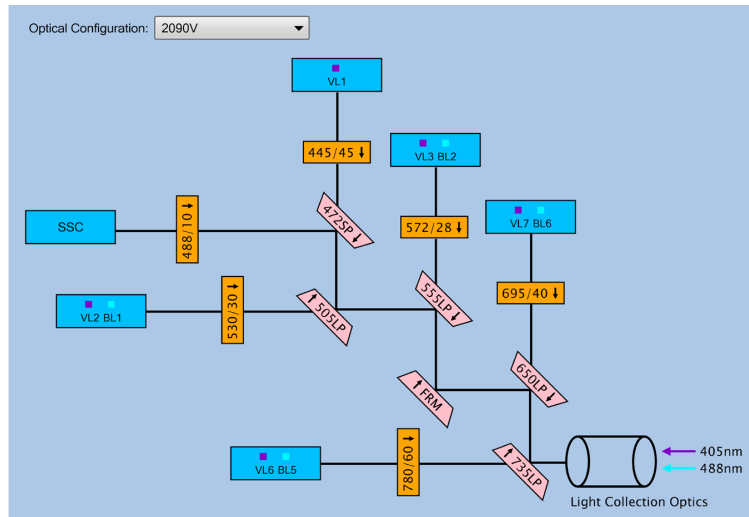 Optical Configuration: 2090V
VL1
445/45
VL3 BL2
472SP
SSC
488/10
572/28
VL7 BL6
VL2 BL1
530/30
505LP
555LP
695/40
FRM
650LP
VL6 BL5
780/60
735LP
405nm
488nm
Light Collection Optics